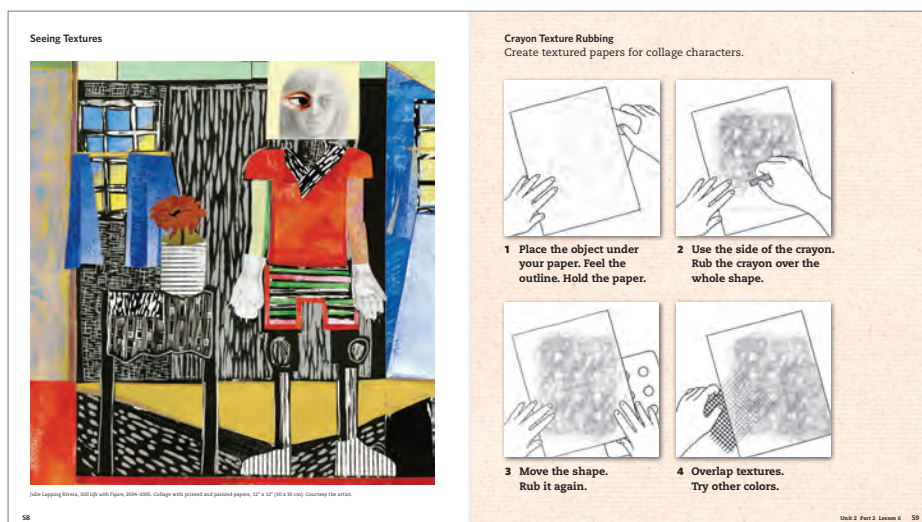 Seeing Textures
Julie Lapping Rivera, Still Life with Figure, 2004–2005. Collage with printed and painted papers, 12" x 12" (30 x 30 cm). Courtesy the artist.
58
Crayon Texture Rubbing
Create textured papers for collage characters.
1 Place the object under
your paper. Feel the
outline. Hold the paper.
2 Use the side of the crayon.
Rub the crayon over the
whole shape.
3 Move the shape.
Rub it again.
4 Overlap textures.
Try other colors.
Unit 2 Part 2 Lesson 6 59